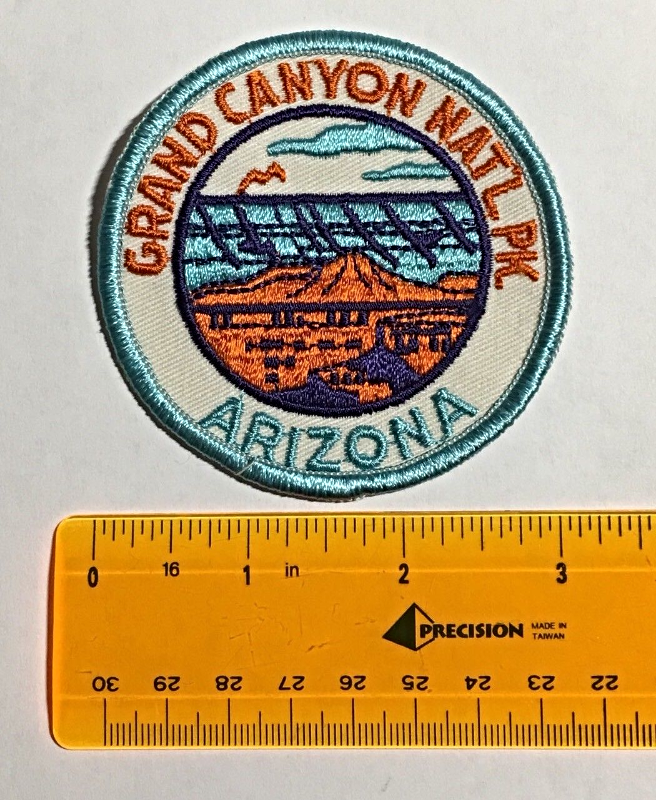 GRAND CANYON NAT'L. PK.
ARIZONA
0 16 1 in 2 3
PRECISION
MADE IN
TAIWAN
30 29 28 27 26 25 24 23 22